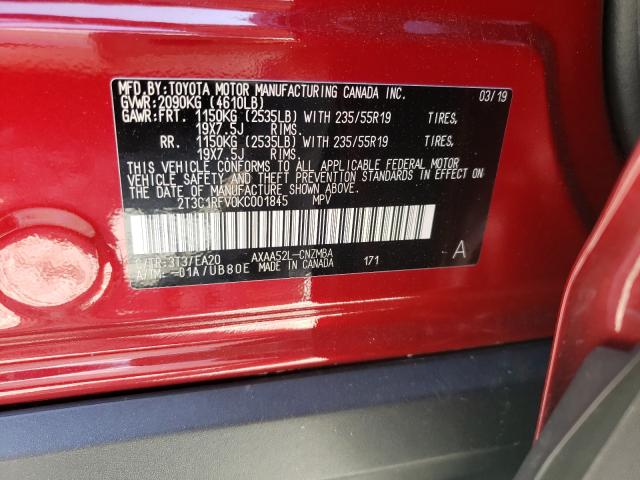 MFD. BY: TOYOTA MOTOR MANUFACTURING CANADA INC. 03/19
GVWR: 2090KG (4610LB)
GAWR: FRT. 1150KG (2535LB) WITH 235/55R19 TIRES,
19X7.5J RIMS.
RR. 1150KG (2535LB) WITH 235/55R19 TIRES,
19X7.5J RIMS.
THIS VEHICLE CONFORMS TO ALL APPLICABLE FEDERAL MOTOR
VEHICLE SAFETY AND THEFT PREVENTION STANDARDS IN EFFECT ON
THE DATE OF MANUFACTURE SHOWN ABOVE.
2T3C1RFV0KC001845 MPV
C/TR: 3T3/EA20 AXAA52L-CNZMBA
A/TM: -01A/UB80E MADE IN CANADA 171 A